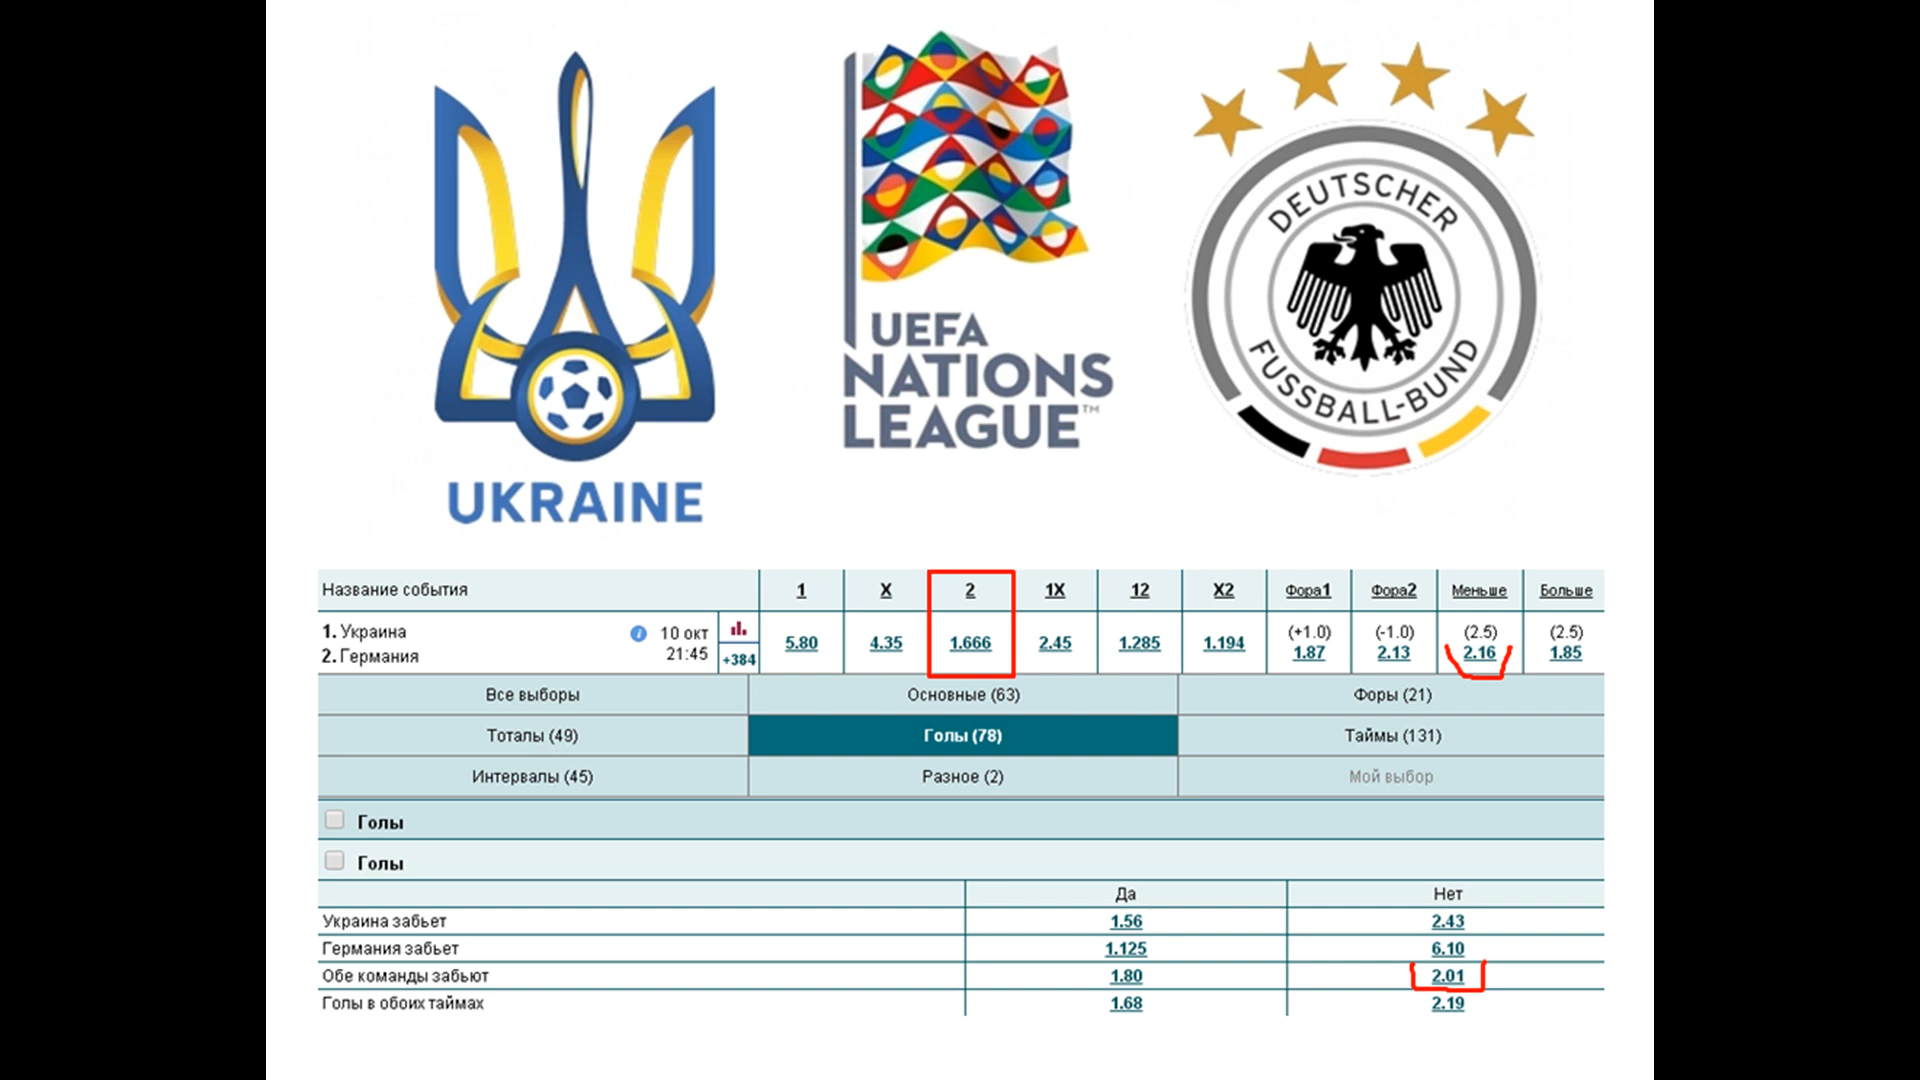 UKRAINE
UEFA
NATIONS
LEAGUE™
DEUTSCHER
FUSSBALL-BUND
Название события 1 X 2 1X 12 X2 Фора1 Фора2 Меньше Больше
1. Украина i 10 окт (+1.0) (-1.0) (2.5) (2.5)
2. Германия 21:45 +384 5.80 4.35 1.666 2.45 1.285 1.194 1.87 2.13 2.16 1.85
Все выборы Основные (63) Форы (21)
Тоталы (49) Голы (78) Таймы (131)
Интервалы (45) Разное (2) Мой выбор
Голы
Голы
Да Нет
Украина забьет 1.56 2.43
Германия забьет 1.125 6.10
Обе команды забьют 1.80 2.01
Голы в обоих таймах 1.68 2.19